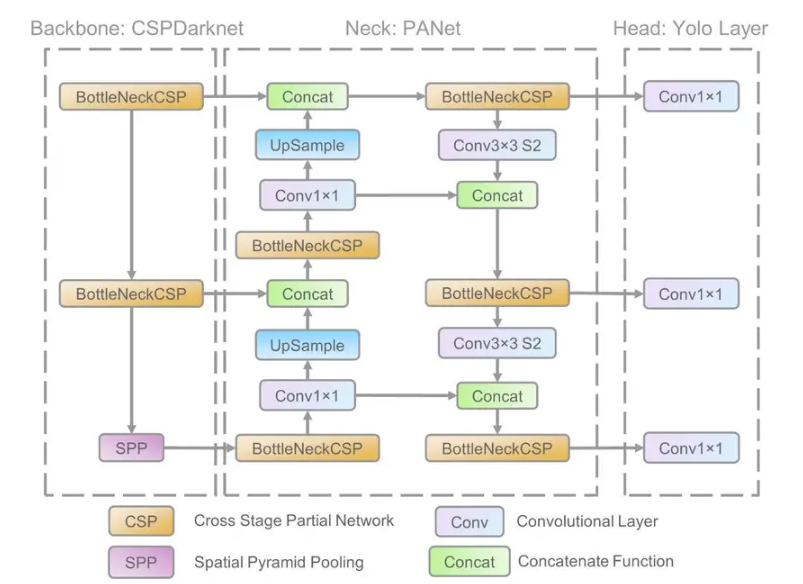 Backbone: CSPDarknet Neck: PANet Head: Yolo Layer
BottleNeckCSP Concat BottleNeckCSP Conv1×1
UpSample Conv3×3 S2
Conv1×1 Concat
BottleNeckCSP
BottleNeckCSP Concat BottleNeckCSP Conv1×1
UpSample Conv3×3 S2
Conv1×1 Concat
SPP BottleNeckCSP BottleNeckCSP Conv1×1
CSP Cross Stage Partial Network Conv Convolutional Layer
SPP Spatial Pyramid Pooling Concat Concatenate Function